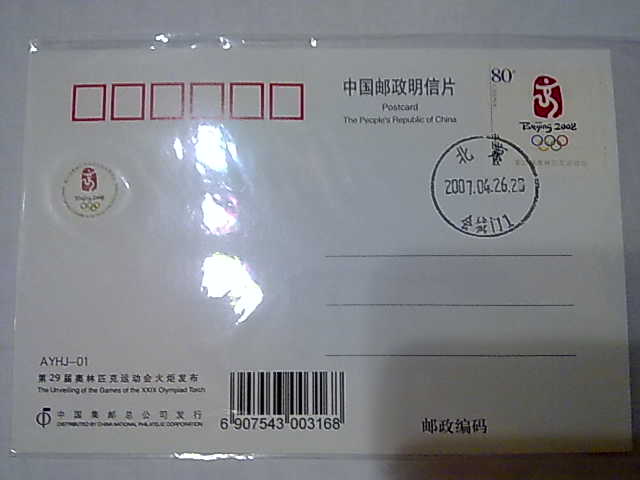 中国邮政明信片
Postcard
The People's Republic of China
80
Beijing 2008
北京
2007.04.26.20
Beijing 2008
AYHJ-01
第29届奥林匹克运动会火炬发布
The Unveiling of the Games of the XXIX Olympiad Torch
中国集邮总公司发行
DISTRIBUTED BY CHINA NATIONAL PHILATELIC CORPORATION
6 907543 003168
邮政编码